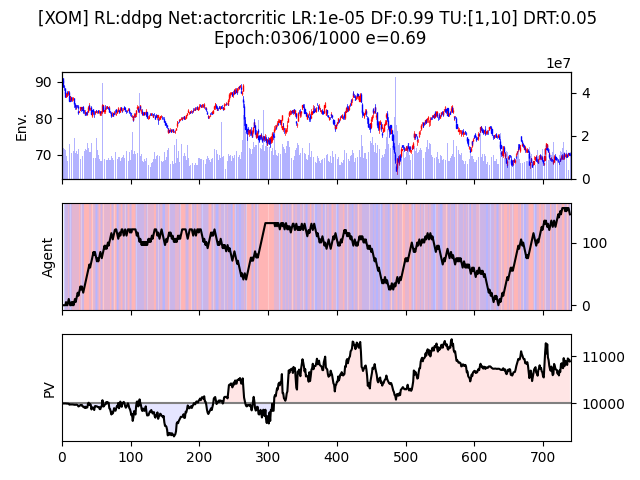 [XOM] RL:ddpg Net:actorcritic LR:1e-05 DF:0.99 TU:[1,10] DRT:0.05
Epoch:0306/1000 e=0.69
1e7
90
80
70
Env.
4
2
0
Agent
100
0
PV
11000
10000
0 100 200 300 400 500 600 700